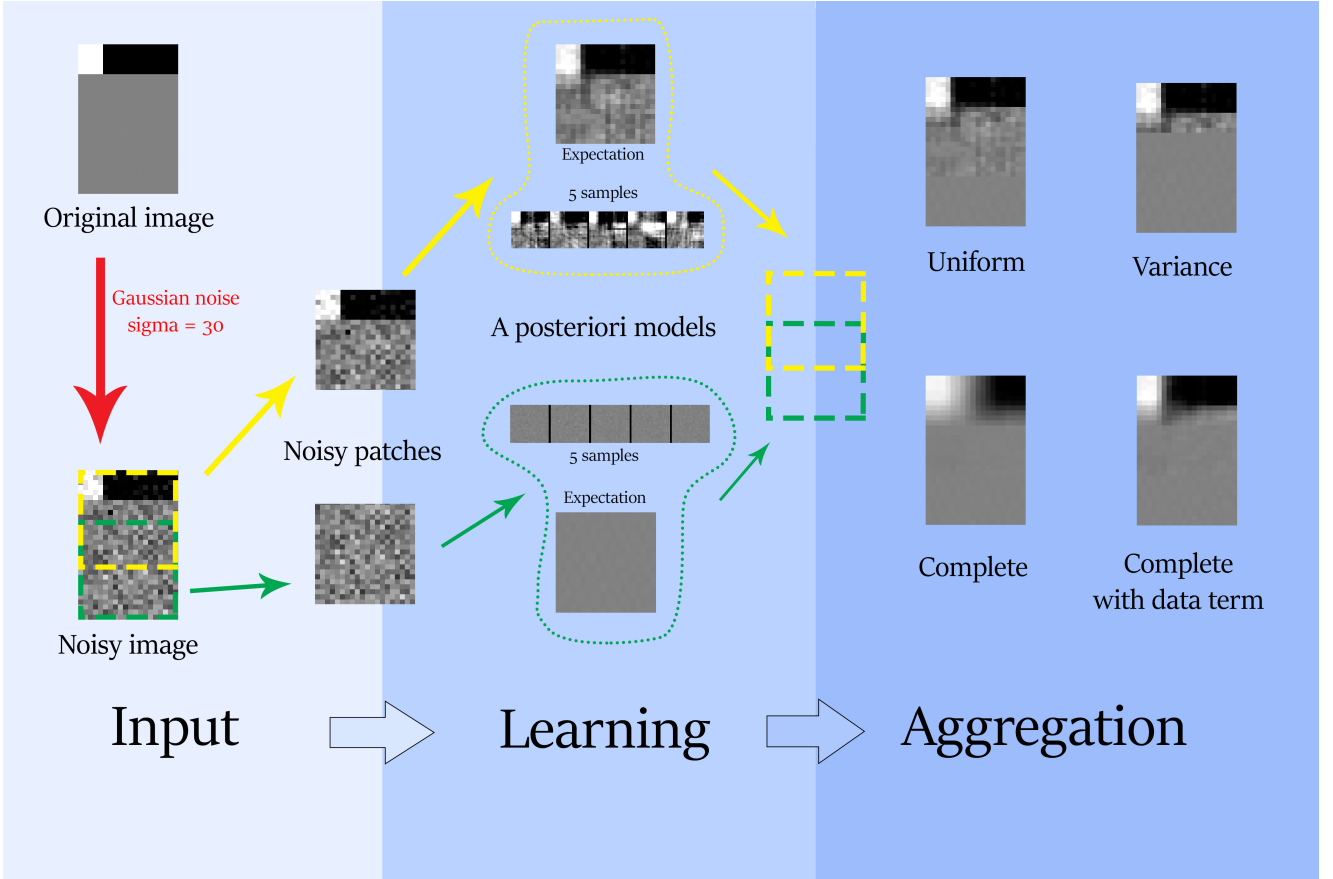 Original image
Gaussian noise
sigma = 30
Noisy image
Noisy patches
Expectation
5 samples
A posteriori models
5 samples
Expectation
Uniform
Variance
Complete
Complete
with data term
Input
Learning
Aggregation